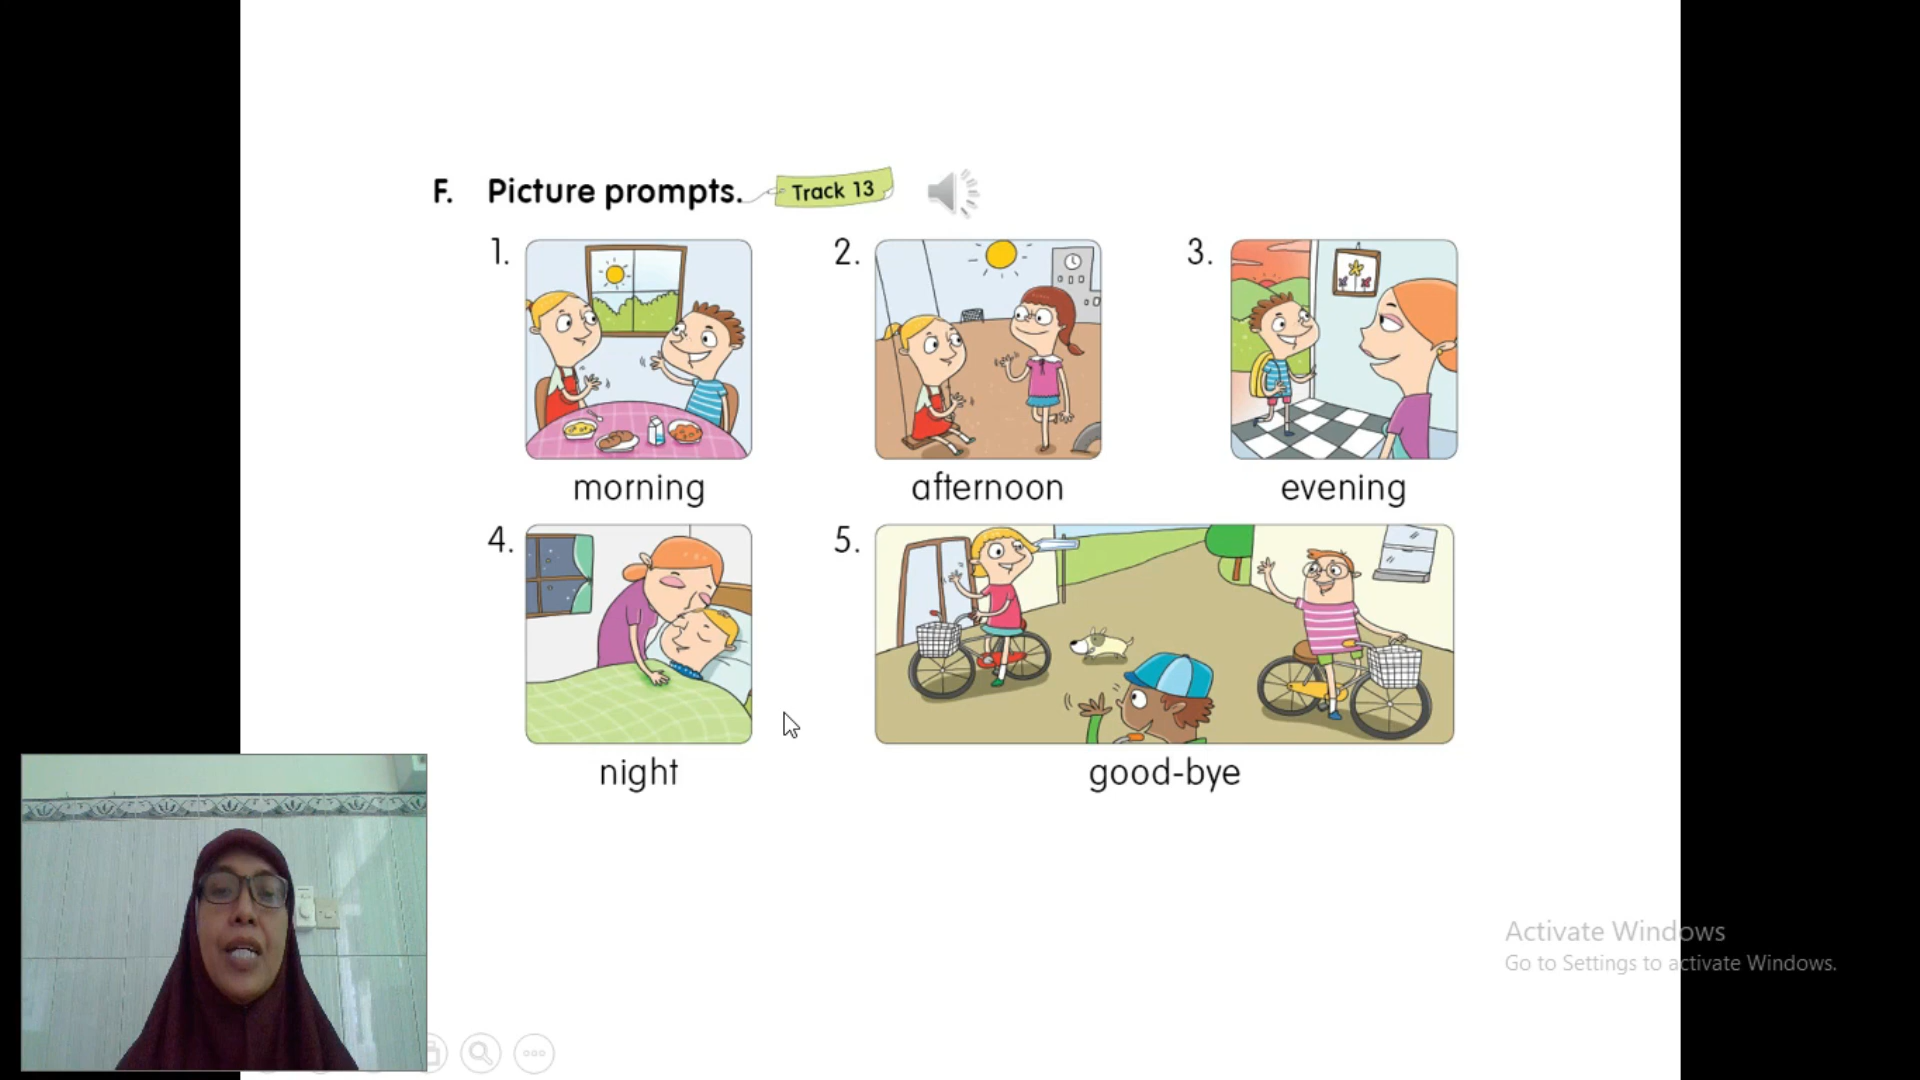 F. Picture prompts. Track 13
1.
2.
3.
morning
afternoon
evening
4.
5.
night
good-bye
Activate Windows
Go to Settings to activate Windows.